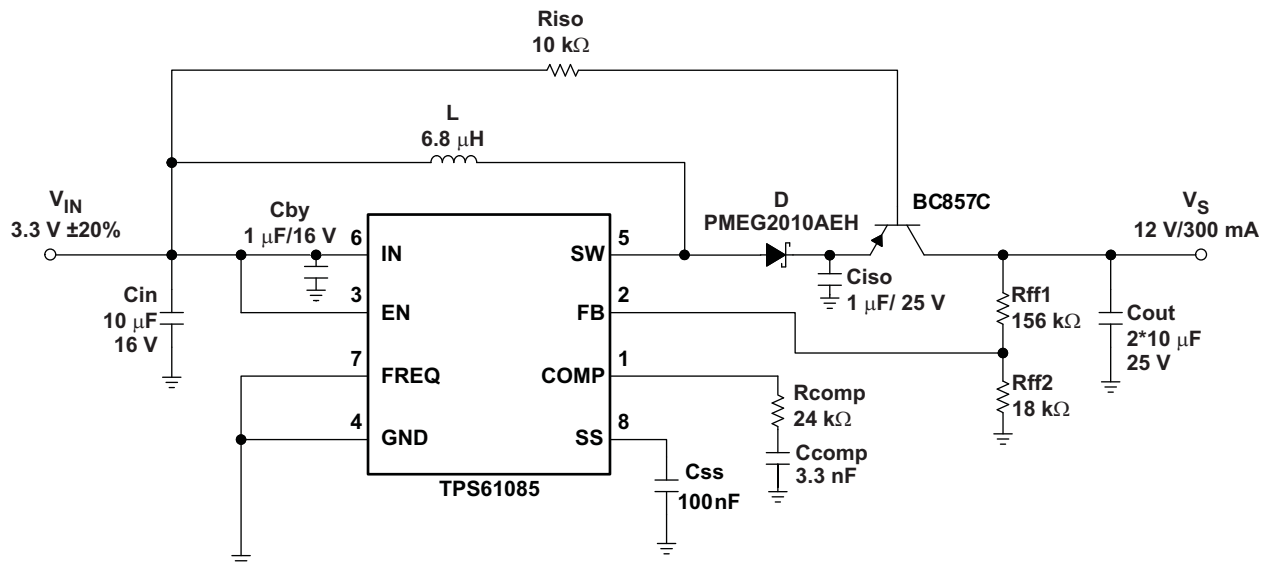 Riso
10 kΩ
L
6.8 μH
VIN
3.3 V ±20%
Cby
1 μF/16 V
D
PMEG2010AEH
BC857C
VS
12 V/300 mA
6
IN
SW
5
3
EN
FB
2
7
FREQ
COMP
1
4
GND
SS
8
TPS61085
Cin
10 μF
16 V
Ciso
1 μF/ 25 V
Rff1
156 kΩ
Cout
2*10 μF
25 V
Rff2
18 kΩ
Rcomp
24 kΩ
Ccomp
3.3 nF
Css
100nF